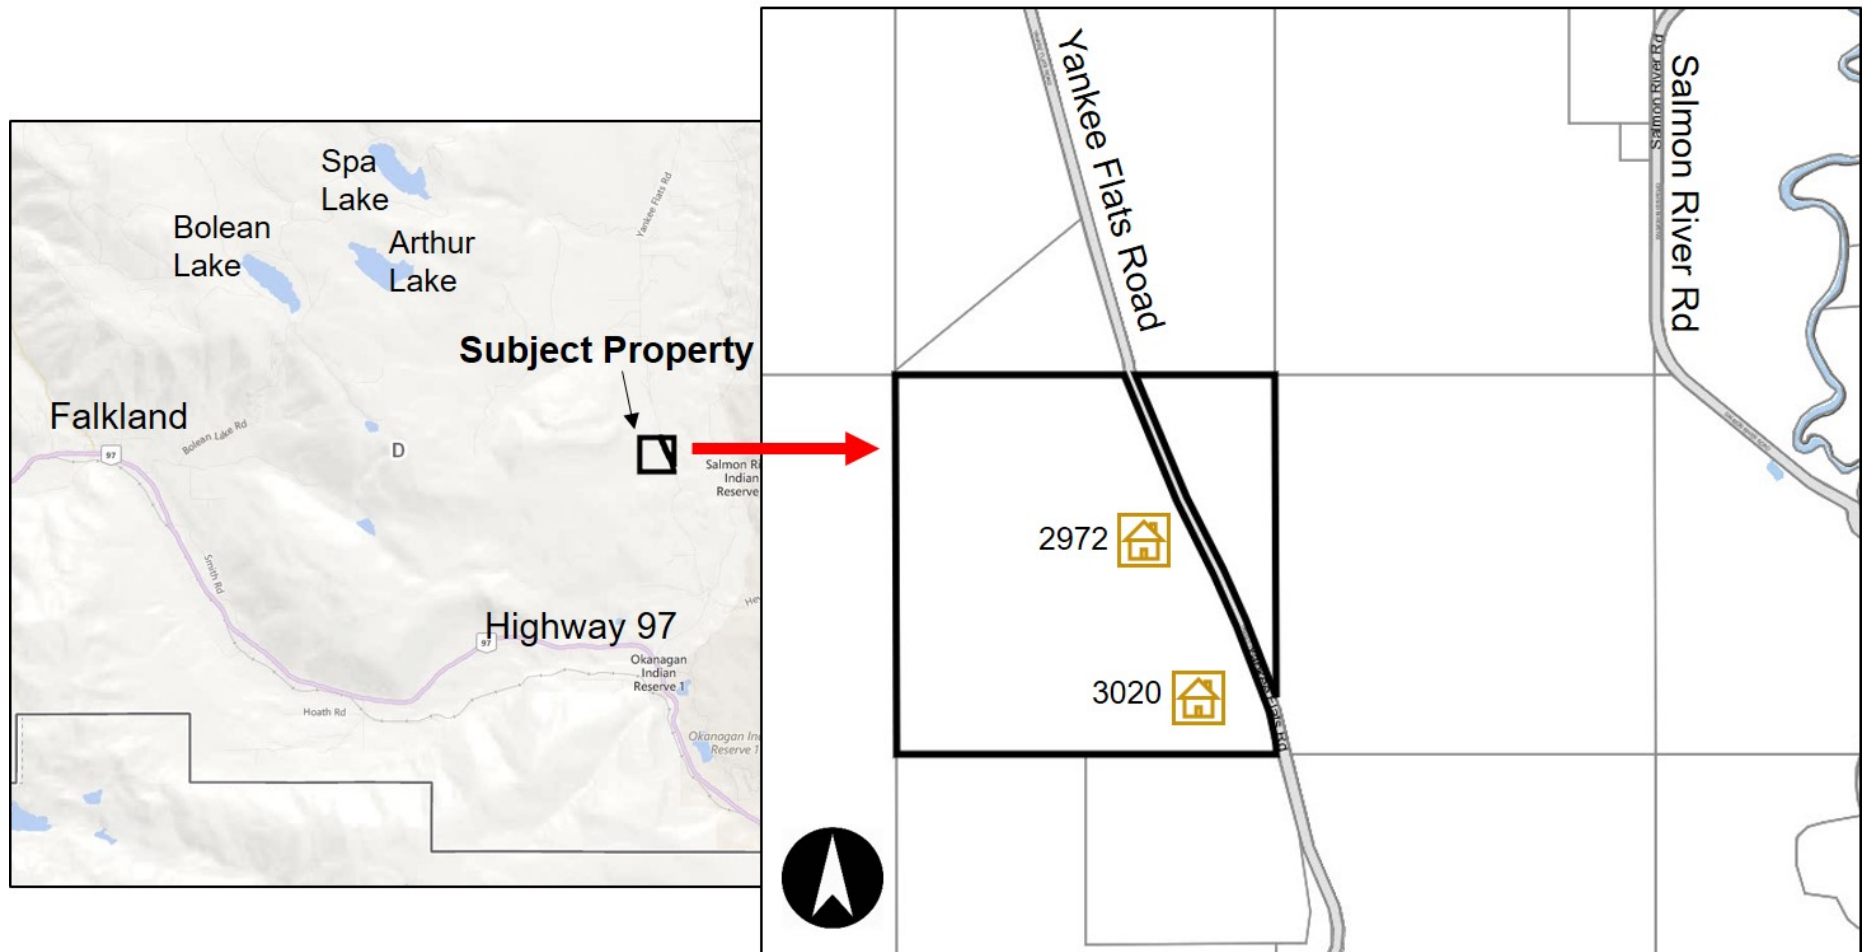 Spa
Lake
Bolean
Lake
Arthur
Lake
Yankee Flats Rd
Subject Property
Falkland
97
Bolean Lake Rd
D
Salmon Ri
Indian
Reserve
Smith Rd
Highway 97
97
Okanagan
Indian
Reserve 1
Hoath Rd
Okanagan In
Reserve 1
Yankee Flats Road
Salmon River Rd
Salmon River Rd
2972
3020